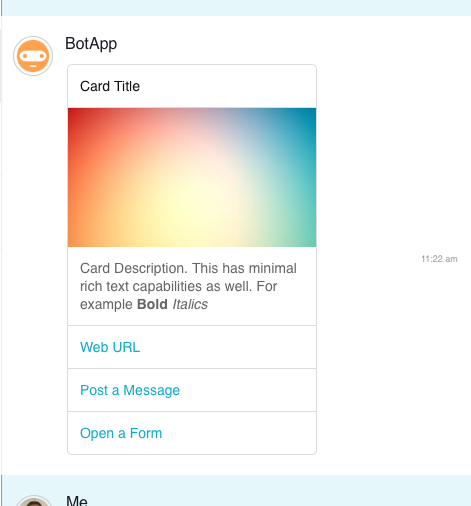 BotApp
Card Title
Card Description. This has minimal
rich text capabilities as well. For
example Bold Italics
11:22 am
Web URL
Post a Message
Open a Form
Me